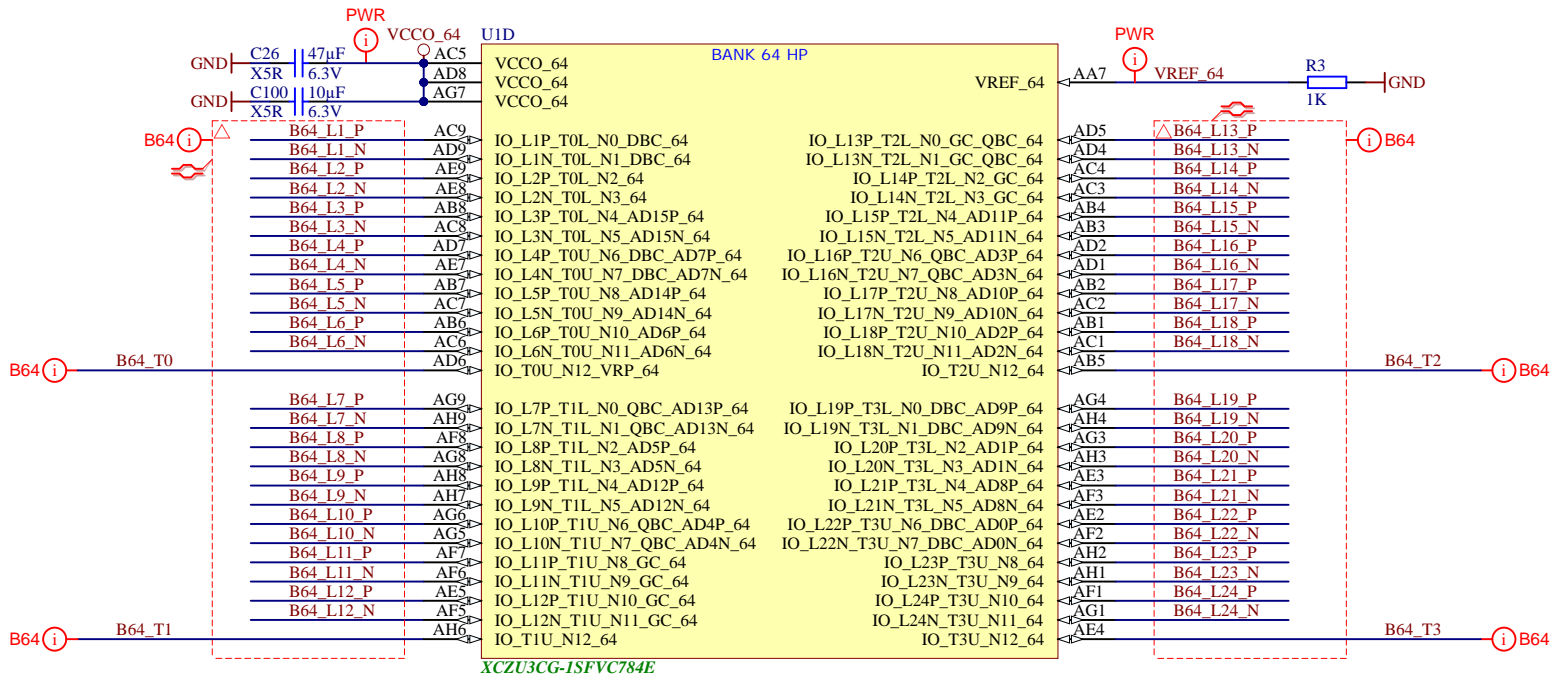 PWR
VCCO_64
U1D
BANK 64 HP
PWR
GND C26 47µF AC5 VCCO_64
X5R 6.3V AD8 VCCO_64 VREF_64 AA7 VREF_64 R3 GND
GND C100 10µF AG7 VCCO_64 1K
X5R 6.3V
B64 i B64_L1_P AC9 IO_L1P_T0L_N0_DBC_64 IO_L13P_T2L_N0_GC_QBC_64 AD5 B64_L13_P i B64
B64_L1_N AD9 IO_L1N_T0L_N1_DBC_64 IO_L13N_T2L_N1_GC_QBC_64 AD4 B64_L13_N
B64_L2_P AE9 IO_L2P_T0L_N2_64 IO_L14P_T2L_N2_GC_64 AC4 B64_L14_P
B64_L2_N AE8 IO_L2N_T0L_N3_64 IO_L14N_T2L_N3_GC_64 AC3 B64_L14_N
B64_L3_P AB8 IO_L3P_T0L_N4_AD15P_64 IO_L15P_T2L_N4_AD11P_64 AB4 B64_L15_P
B64_L3_N AC8 IO_L3N_T0L_N5_AD15N_64 IO_L15N_T2L_N5_AD11N_64 AB3 B64_L15_N
B64_L4_P AD7 IO_L4P_T0U_N6_DBC_AD7P_64 IO_L16P_T2U_N6_QBC_AD3P_64 AD2 B64_L16_P
B64_L4_N AE7 IO_L4N_T0U_N7_DBC_AD7N_64 IO_L16N_T2U_N7_QBC_AD3N_64 AD1 B64_L16_N
B64_L5_P AB7 IO_L5P_T0U_N8_AD14P_64 IO_L17P_T2U_N8_AD10P_64 AB2 B64_L17_P
B64_L5_N AC7 IO_L5N_T0U_N9_AD14N_64 IO_L17N_T2U_N9_AD10N_64 AC2 B64_L17_N
B64_L6_P AB6 IO_L6P_T0U_N10_AD6P_64 IO_L18P_T2U_N10_AD2P_64 AB1 B64_L18_P
B64_L6_N AC6 IO_L6N_T0U_N11_AD6N_64 IO_L18N_T2U_N11_AD2N_64 AC1 B64_L18_N
B64 i B64_T0 AD6 IO_T0U_N12_VRP_64 IO_T2U_N12_64 AB5 B64_T2 i B64
B64_L7_P AG9 IO_L7P_T1L_N0_QBC_AD13P_64 IO_L19P_T3L_N0_DBC_AD9P_64 AG4 B64_L19_P
B64_L7_N AH9 IO_L7N_T1L_N1_QBC_AD13N_64 IO_L19N_T3L_N1_DBC_AD9N_64 AH4 B64_L19_N
B64_L8_P AF8 IO_L8P_T1L_N2_AD5P_64 IO_L20P_T3L_N2_AD1P_64 AG3 B64_L20_P
B64_L8_N AG8 IO_L8N_T1L_N3_AD5N_64 IO_L20N_T3L_N3_AD1N_64 AH3 B64_L20_N
B64_L9_P AH8 IO_L9P_T1L_N4_AD12P_64 IO_L21P_T3L_N4_AD8P_64 AE3 B64_L21_P
B64_L9_N AH7 IO_L9N_T1L_N5_AD12N_64 IO_L21N_T3L_N5_AD8N_64 AF3 B64_L21_N
B64_L10_P AG6 IO_L10P_T1U_N6_QBC_AD4P_64 IO_L22P_T3U_N6_DBC_AD0P_64 AE2 B64_L22_P
B64_L10_N AG5 IO_L10N_T1U_N7_QBC_AD4N_64 IO_L22N_T3U_N7_DBC_AD0N_64 AF2 B64_L22_N
B64_L11_P AF7 IO_L11P_T1U_N8_GC_64 IO_L23P_T3U_N8_64 AH2 B64_L23_P
B64_L11_N AF6 IO_L11N_T1U_N9_GC_64 IO_L23N_T3U_N9_64 AH1 B64_L23_N
B64_L12_P AE5 IO_L12P_T1U_N10_GC_64 IO_L24P_T3U_N10_64 AF1 B64_L24_P
B64_L12_N AF5 IO_L12N_T1U_N11_GC_64 IO_L24N_T3U_N11_64 AG1 B64_L24_N
B64 i B64_T1 AH6 IO_T1U_N12_64 IO_T3U_N12_64 AE4 B64_T3 i B64
XCZU3CG-1SFVC784E